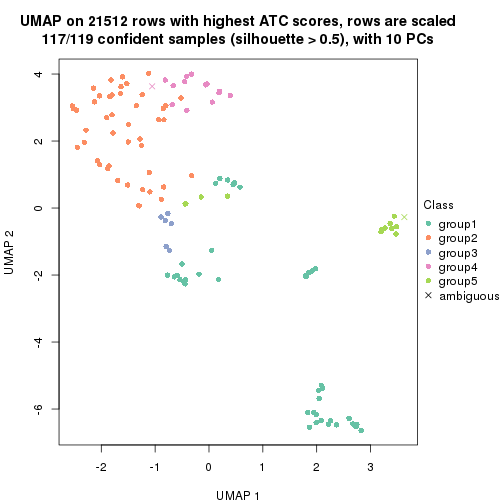 UMAP on 21512 rows with highest ATC scores, rows are scaled
117/119 confident samples (silhouette > 0.5), with 10 PCs
4
2
0
-2
-4
-6
UMAP 2
-2
-1
0
1
2
3
UMAP 1
Class
group1
group2
group3
group4
group5
ambiguous